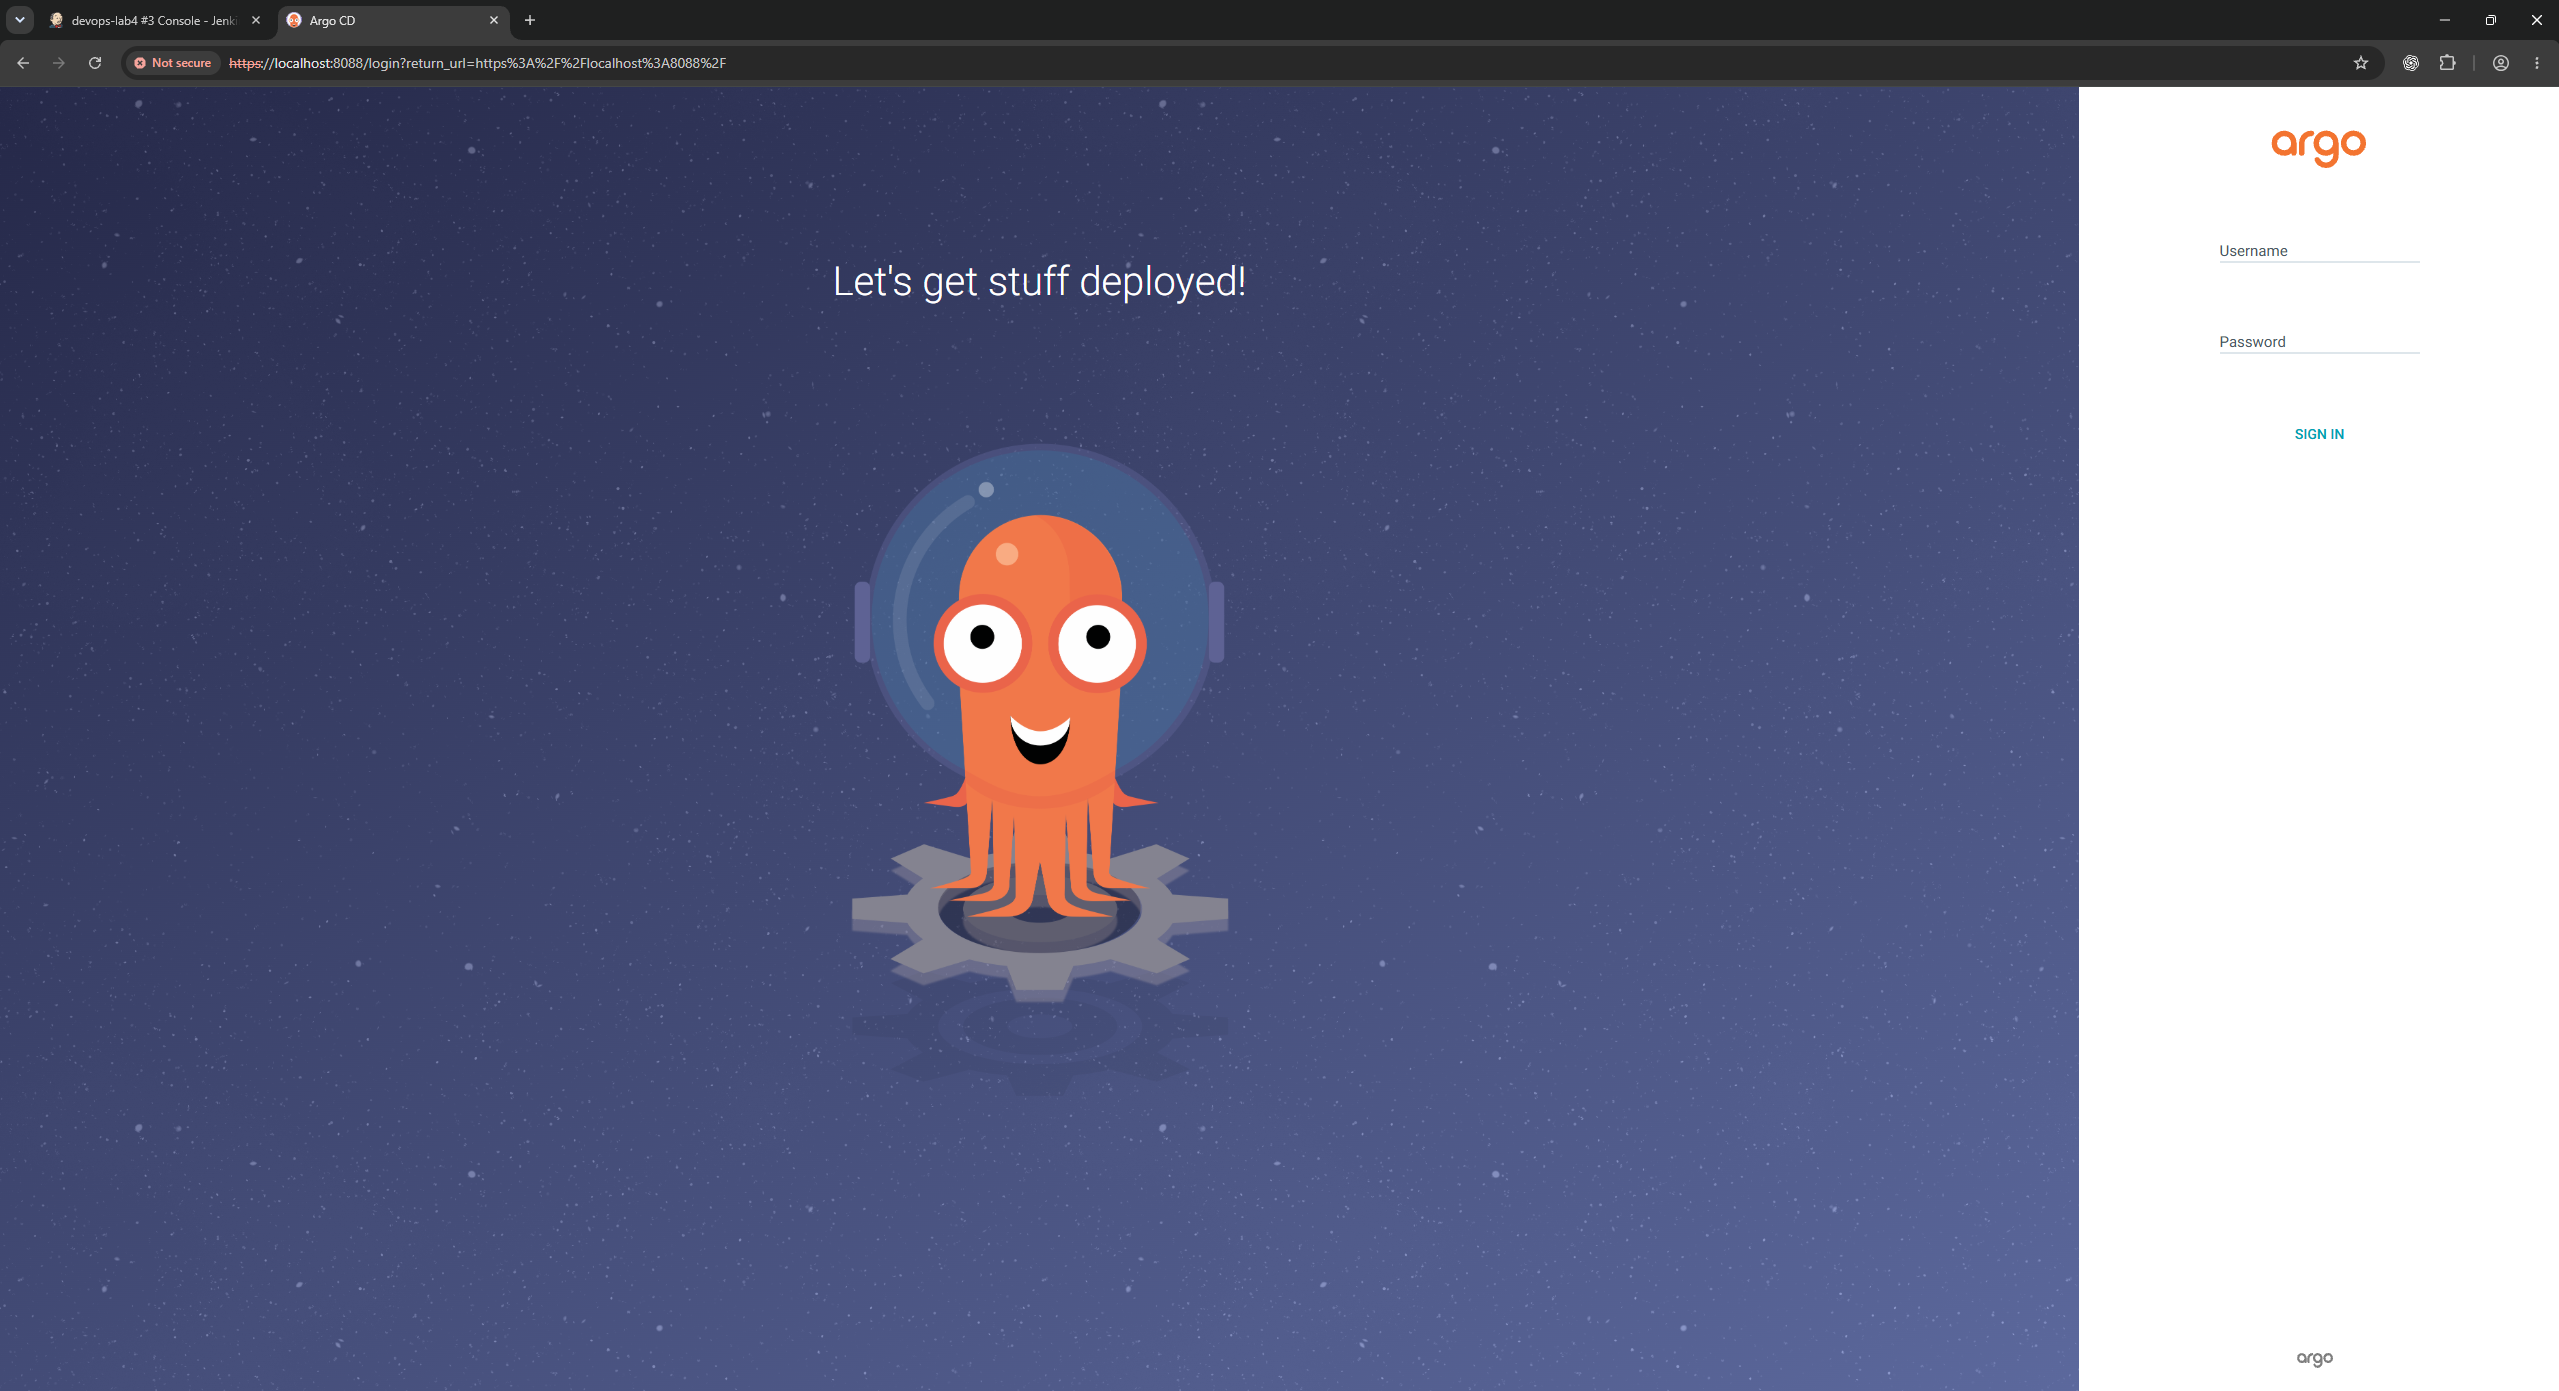 devops-lab4 #3 Console - Jenki
Argo CD
Not secure
https://localhost:8088/login?return_url=https%3A%2F%2Flocalhost%3A8088%2F
Let's get stuff deployed!
argo
Username
Password
SIGN IN
argo